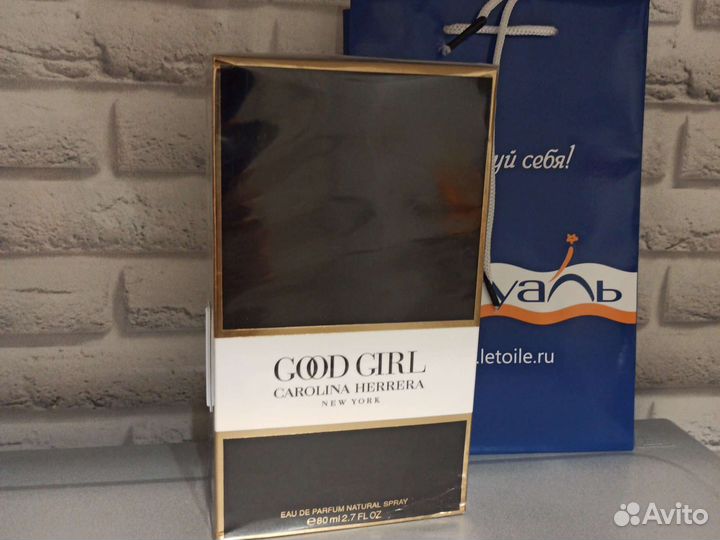 GOOD GIRL
CAROLINA HERRERA
NEW YORK
EAU DE PARFUM NATURAL SPRAY
℮80 ml 2.7 FL OZ
уй себя!
уаль
.letoile.ru
Avito